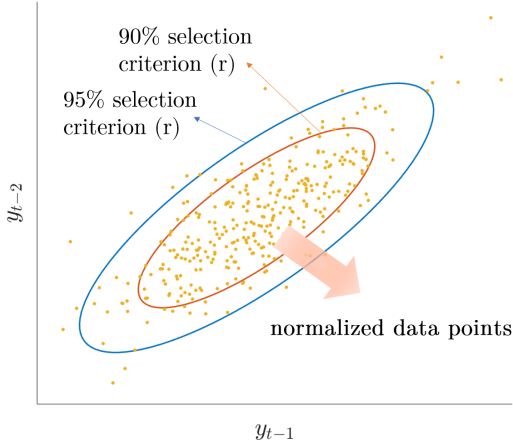 90% selection
criterion (r)
95% selection
criterion (r)
y_{t−2}
normalized data points
y_{t−1}